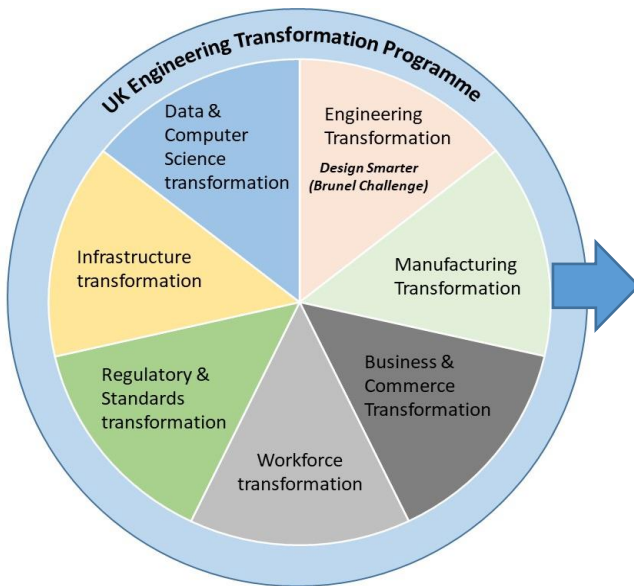 UK Engineering Transformation Programme
Data &
Computer
Science
transformation
Engineering
Transformation
Design Smarter
(Brunel Challenge)
Infrastructure
transformation
Manufacturing
Transformation
Regulatory &
Standards
transformation
Business &
Commerce
Transformation
Workforce
transformation